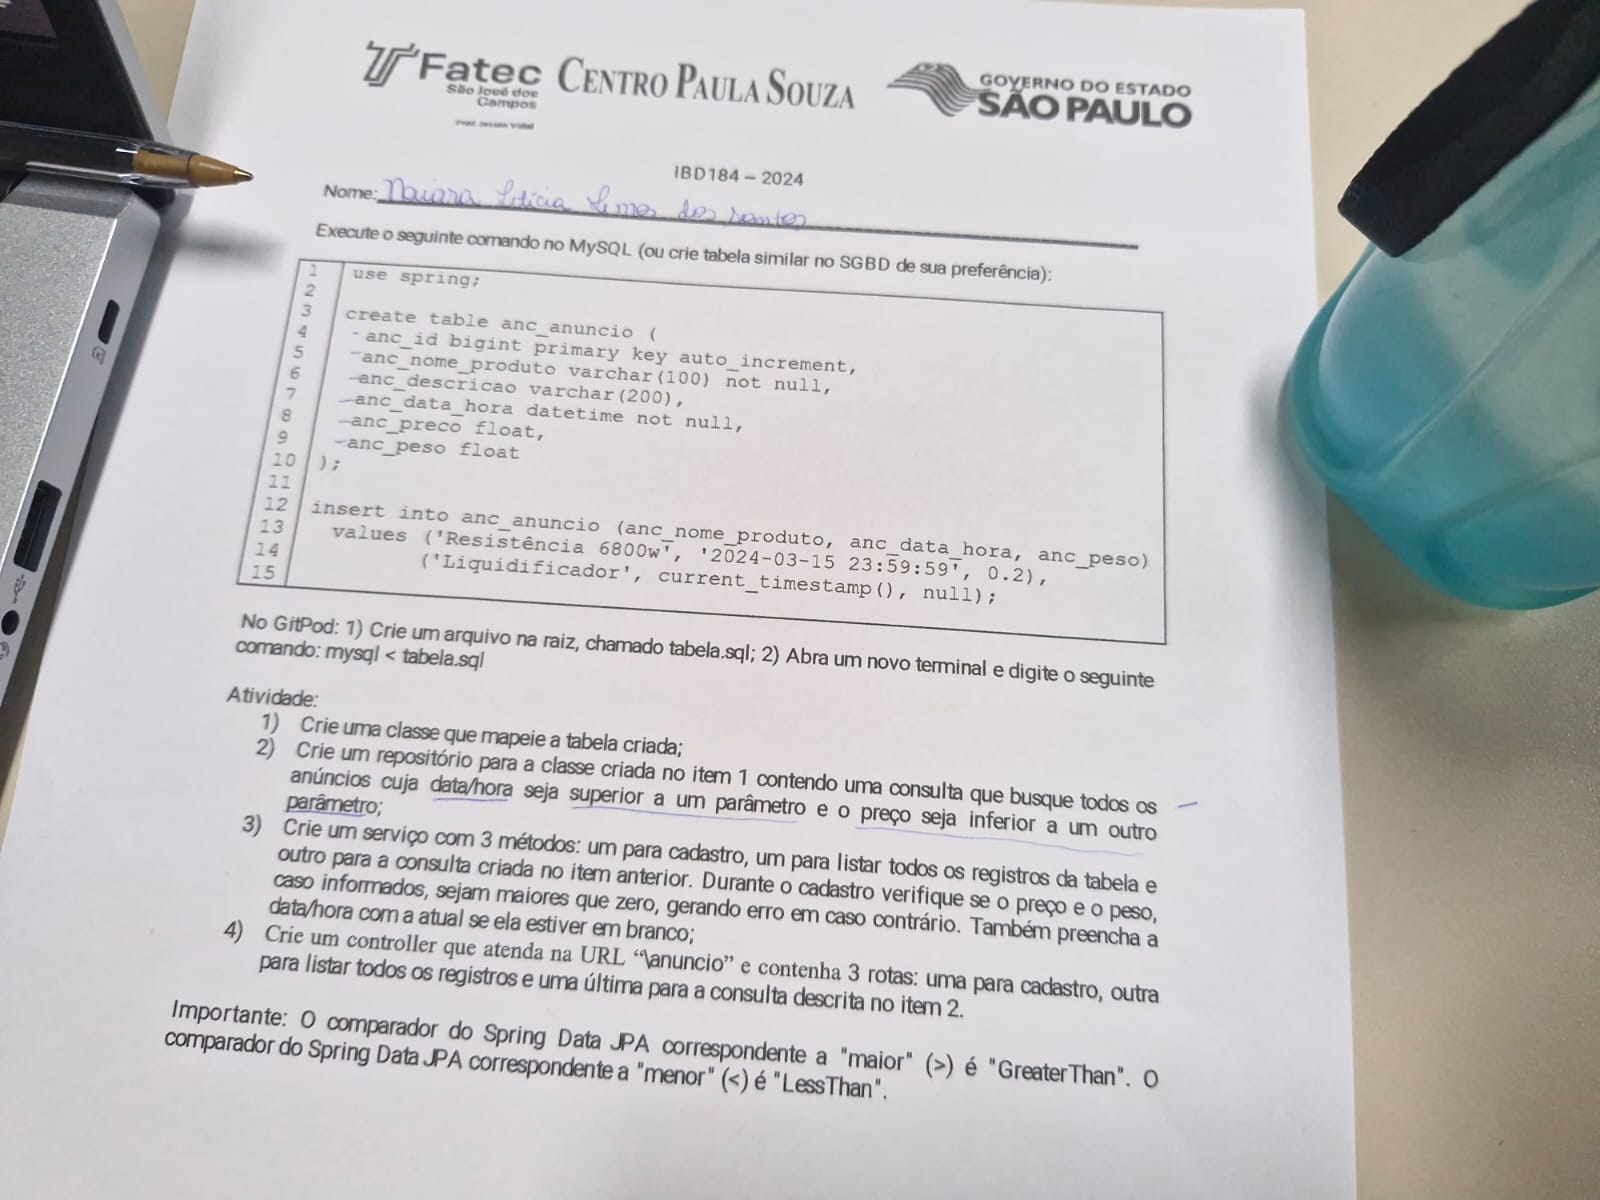 Fatec
São José dos
Campos
Prof. Jessen Vidal
CENTRO PAULA SOUZA
GOVERNO DO ESTADO
SÃO PAULO
IBD184 – 2024
Nome: Naiara Letícia Lemos dos Santos
Execute o seguinte comando no MySQL (ou crie tabela similar no SGBD de sua preferência):
1 use spring;
2
3 create table anc_anuncio (
4 anc_id bigint primary key auto_increment,
5 anc_nome_produto varchar(100) not null,
6 anc_descricao varchar(200),
7 anc_data_hora datetime not null,
8 anc_preco float,
9 anc_peso float
10 );
11
12 insert into anc_anuncio (anc_nome_produto, anc_data_hora, anc_peso)
13 values ('Resistência 6800w', '2024-03-15 23:59:59', 0.2),
14 ('Liquidificador', current_timestamp(), null);
15
No GitPod: 1) Crie um arquivo na raiz, chamado tabela.sql; 2) Abra um novo terminal e digite o seguinte
comando: mysql < tabela.sql
Atividade:
1) Crie uma classe que mapeie a tabela criada;
2) Crie um repositório para a classe criada no item 1 contendo uma consulta que busque todos os
anúncios cuja data/hora seja superior a um parâmetro e o preço seja inferior a um outro
parâmetro;
3) Crie um serviço com 3 métodos: um para cadastro, um para listar todos os registros da tabela e
outro para a consulta criada no item anterior. Durante o cadastro verifique se o preço e o peso,
caso informados, sejam maiores que zero, gerando erro em caso contrário. Também preencha a
data/hora com a atual se ela estiver em branco;
4) Crie um controller que atenda na URL “\anuncio” e contenha 3 rotas: uma para cadastro, outra
para listar todos os registros e uma última para a consulta descrita no item 2.
Importante: O comparador do Spring Data JPA correspondente a "maior" (>) é "GreaterThan". O
comparador do Spring Data JPA correspondente a "menor" (<) é "LessThan".